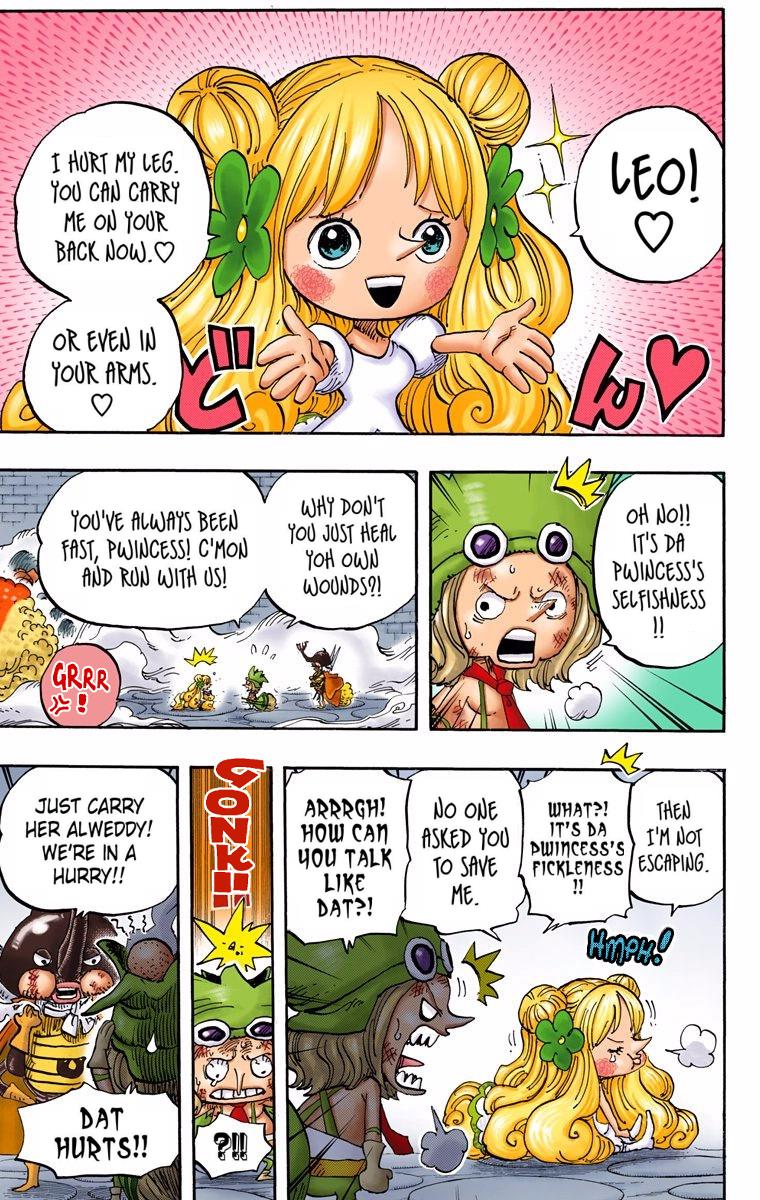 LEO!
♡
I HURT MY LEG.
YOU CAN CARRY
ME ON YOUR
BACK NOW.♡
OR EVEN IN
YOUR ARMS.
♡
ど
ん♥
OH NO!!
IT'S DA
PWINCESS'S
SELFISHNESS
!!
WHY DON'T
YOU JUST HEAL
YOH OWN
WOUNDS?!
YOU'VE ALWAYS BEEN
FAST, PWINCESS! C'MON
AND RUN WITH US!
GRRR
!
THEN
I'M NOT
ESCAPING.
WHAT?!
IT'S DA
PWINCESS'S
FICKLENESS
!!
NO ONE
ASKED YOU
TO SAVE
ME.
ARRRGH!
HOW CAN
YOU TALK
LIKE
DAT?!
HMPH!
GONK!!
?!!
JUST CARRY
HER ALWEDDY!
WE'RE IN A
HURRY!!
DAT
HURTS!!